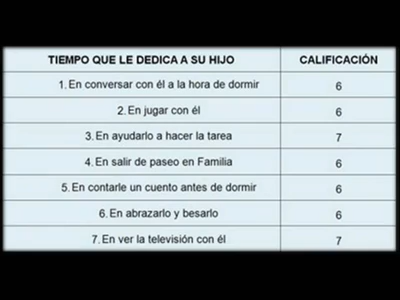 TIEMPO QUE LE DEDICA A SU HIJO CALIFICACIÓN
1. En conversar con él a la hora de dormir 6
2. En jugar con él 6
3. En ayudarlo a hacer la tarea 7
4. En salir de paseo en Familia 6
5. En contarle un cuento antes de dormir 6
6. En abrazarlo y besarlo 6
7. En ver la televisión con él 7